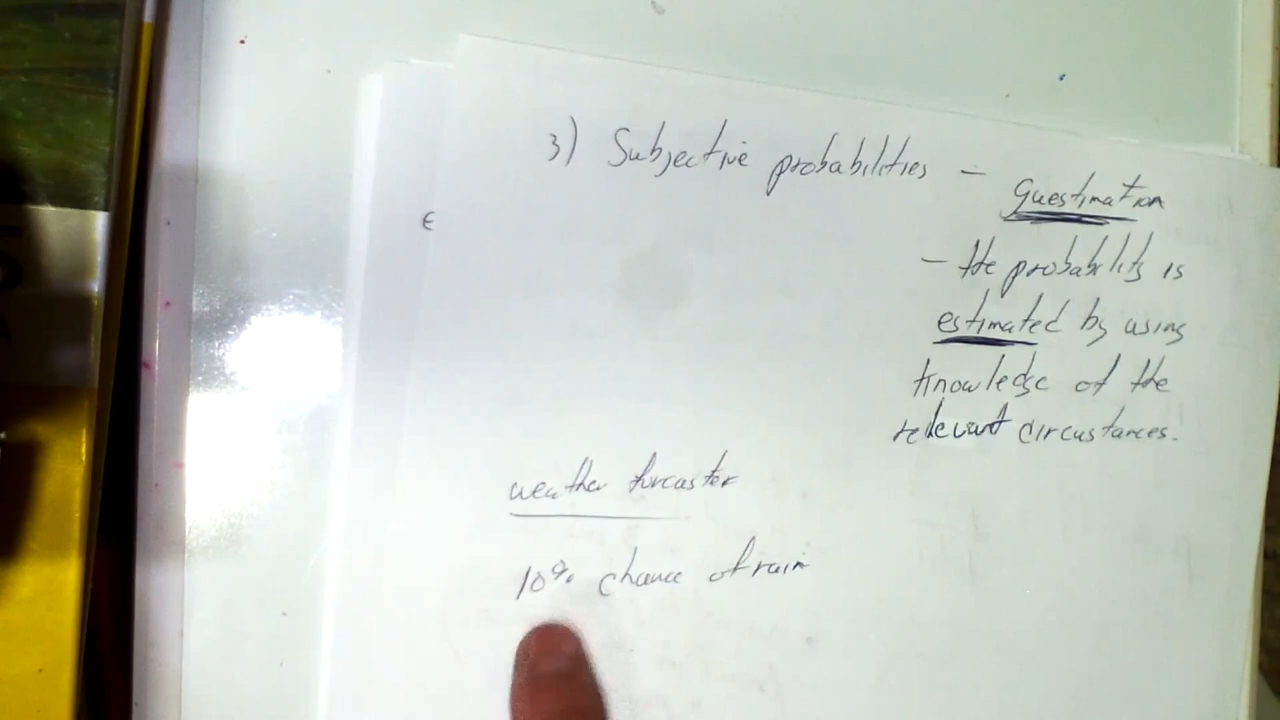 3) Subjective probabilities - Guestimation
€
- the probability is
estimated by using
knowledge of the
relevant circustances.
weather forcaster
10% chance of rain